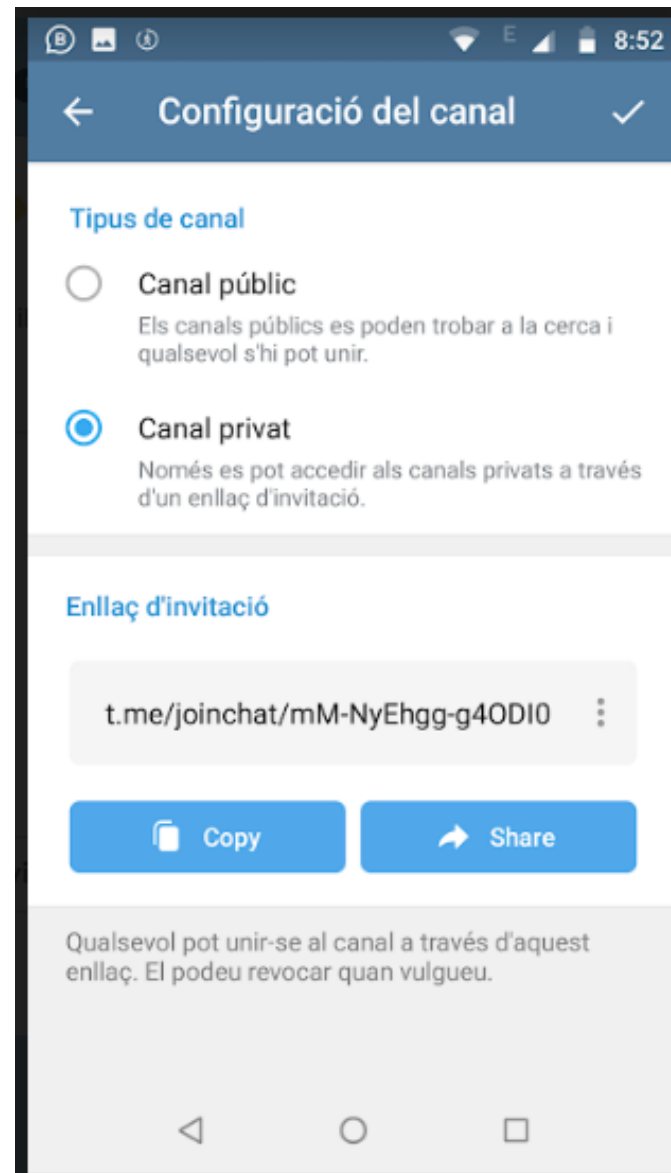 B E 8:52
Configuració del canal
Tipus de canal
Canal públic
Els canals públics es poden trobar a la cerca i
qualsevol s'hi pot unir.
Canal privat
Només es pot accedir als canals privats a través
d'un enllaç d'invitació.
Enllaç d'invitació
t.me/joinchat/mM-NyEhgg-g4ODI0
Copy Share
Qualsevol pot unir-se al canal a través d'aquest
enllaç. El podeu revocar quan vulgueu.